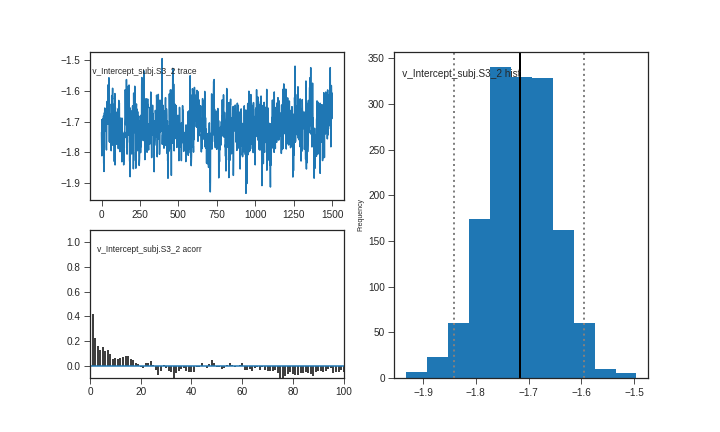 v_Intercept_subj.S3_2 trace
−1.5
−1.6
−1.7
−1.8
−1.9
0 250 500 750 1000 1250 1500
v_Intercept_subj.S3_2 acorr
1.0
0.8
0.6
0.4
0.2
0.0
0 20 40 60 80 100
v_Intercept_subj.S3_2 hist
Frequency
350
300
250
200
150
100
50
0
−1.9 −1.8 −1.7 −1.6 −1.5